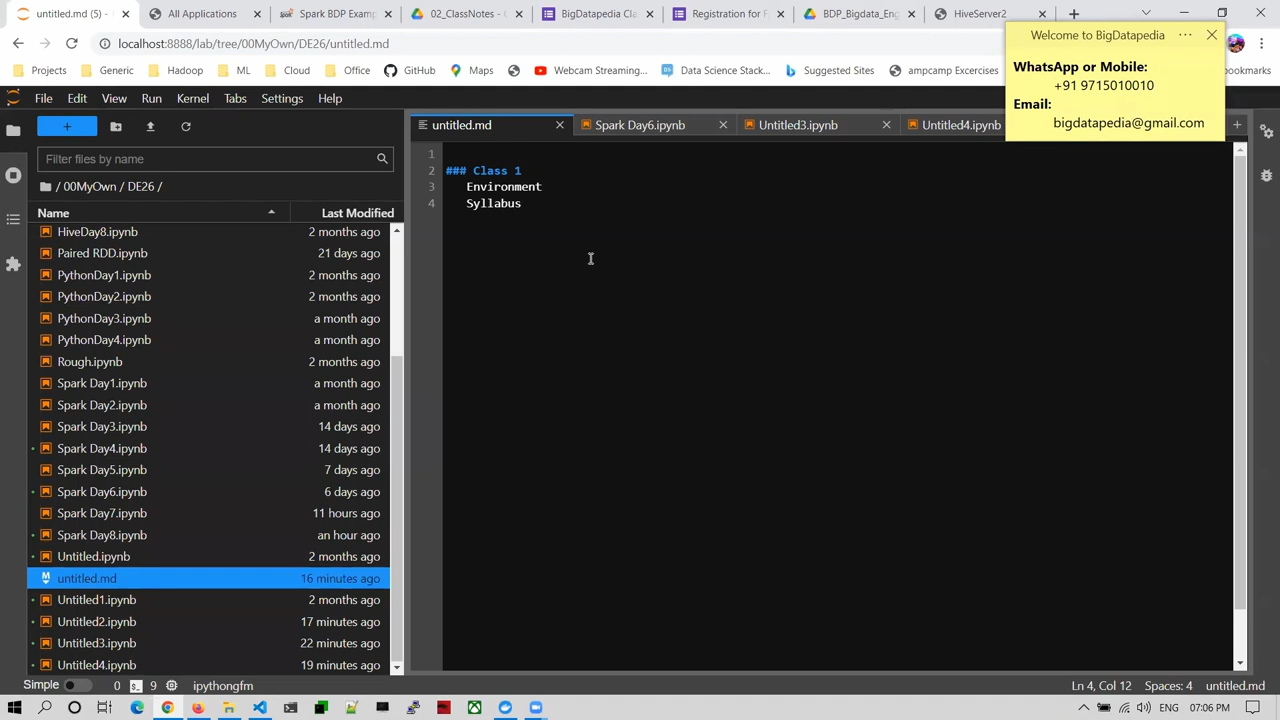 untitled.md (5) - Ju
All Applications
Spark BDP Examp
02_ClassNotes - G
BigDatapedia Cla
Registration for F
BDP_Bigdata_Eng
HiveServer2
localhost:8888/lab/tree/00MyOwn/DE26/untitled.md
Projects
Generic
Hadoop
ML
Cloud
Office
GitHub
Maps
Webcam Streaming...
Data Science Stack...
Suggested Sites
ampcamp Excercises
ookmarks
Welcome to BigDatapedia
WhatsApp or Mobile:
+91 9715010010
Email:
bigdatapedia@gmail.com
File Edit View Run Kernel Tabs Settings Help
untitled.md
Spark Day6.ipynb
Untitled3.ipynb
Untitled4.ipynb
Filter files by name
/ 00MyOwn / DE26 /
Name Last Modified
HiveDay8.ipynb 2 months ago
Paired RDD.ipynb 21 days ago
PythonDay1.ipynb 2 months ago
PythonDay2.ipynb 2 months ago
PythonDay3.ipynb a month ago
PythonDay4.ipynb a month ago
Rough.ipynb 2 months ago
Spark Day1.ipynb a month ago
Spark Day2.ipynb a month ago
Spark Day3.ipynb 14 days ago
Spark Day4.ipynb 14 days ago
Spark Day5.ipynb 7 days ago
Spark Day6.ipynb 6 days ago
Spark Day7.ipynb 11 hours ago
Spark Day8.ipynb an hour ago
Untitled.ipynb 2 months ago
untitled.md 16 minutes ago
Untitled1.ipynb 2 months ago
Untitled2.ipynb 17 minutes ago
Untitled3.ipynb 22 minutes ago
Untitled4.ipynb 19 minutes ago
1
2 ### Class 1
3 Environment
4 Syllabus
Simple 0 9 ipythongfm
Ln 4, Col 12 Spaces: 4 untitled.md
ENG 07:06 PM